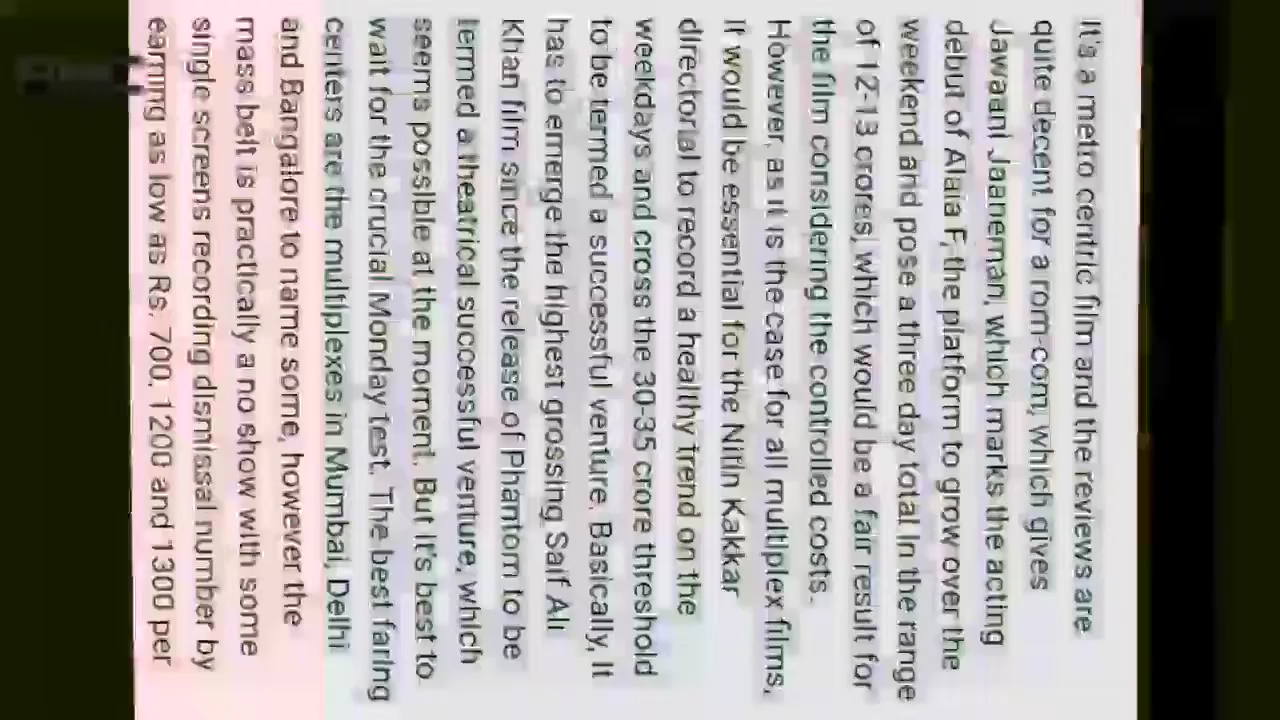 It's a metro centric film and the reviews are
quite decent for a rom-com, which gives
Jawaani Jaaneman, which marks the acting
debut of Alaia F, the platform to grow over the
weekend and pose a three day total in the range
of 12-13 crores, which would be a fair result for
the film considering the controlled costs.
However, as it is the case for all multiplex films,
it would be essential for the Nitin Kakkar
directorial to record a healthy trend on the
weekdays and cross the 30-35 crore threshold
to be termed a successful venture. Basically, it
has to emerge the highest grossing Saif Ali
Khan film since the release of Phantom to be
termed a theatrical successful venture, which
seems possible at the moment. But it's best to
wait for the crucial Monday test. The best faring
centers are the multiplexes in Mumbai, Delhi
and Bangalore to name some, however the
mass belt is practically a no show with some
single screens recording dismissal number by
earning as low as Rs. 700, 1200 and 1300 per